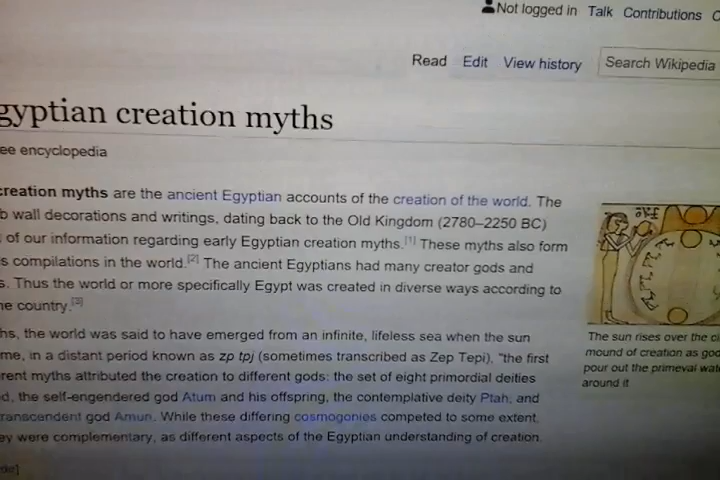 Not logged in Talk Contributions
Read Edit View history Search Wikipedia
gyptian creation myths
ee encyclopedia
creation myths are the ancient Egyptian accounts of the creation of the world. The
b wall decorations and writings, dating back to the Old Kingdom (2780–2250 BC)
of our information regarding early Egyptian creation myths.[1] These myths also form
s compilations in the world.[2] The ancient Egyptians had many creator gods and
s. Thus the world or more specifically Egypt was created in diverse ways according to
he country.[3]
hs, the world was said to have emerged from an infinite, lifeless sea when the sun
me, in a distant period known as zp tpj (sometimes transcribed as Zep Tepi), "the first
rent myths attributed the creation to different gods: the set of eight primordial deities
d, the self-engendered god Atum and his offspring, the contemplative deity Ptah, and
transcendent god Amun. While these differing cosmogonies competed to some extent,
ey were complementary, as different aspects of the Egyptian understanding of creation.
The sun rises over the ci
mound of creation as god
pour out the primeval wat
around it